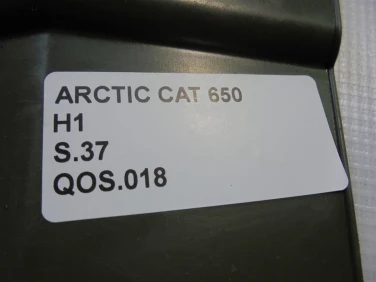 ARCTIC CAT 650
H1
S.37
QOS.018